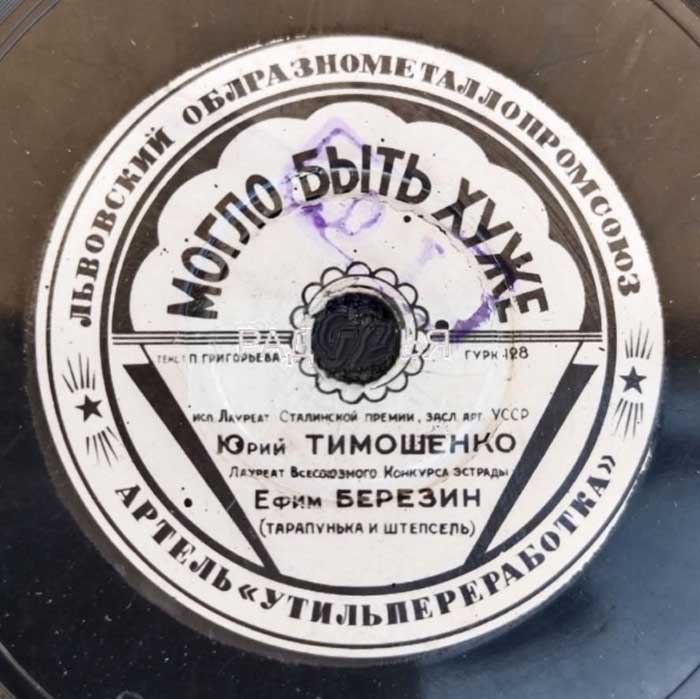 ЛЬВОВСКИЙ ОБЛРАЗНОМЕТАЛЛОПРОМСОЮЗ
МОГЛО БЫТЬ ХУЖЕ
ТЕКСТ П. ГРИГОРЬЕВА
ГУРК 128
ИСП. ЛАУРЕАТ СТАЛИНСКОЙ ПРЕМИИ, ЗАСЛ. АРТ. УССР
ЮРИЙ ТИМОШЕНКО
ЛАУРЕАТ ВСЕСОЮЗНОГО КОНКУРСА ЭСТРАДЫ
ЕФИМ БЕРЕЗИН
(ТАРАПУНЬКА И ШТЕПСЕЛЬ)
АРТЕЛЬ «УТИЛЬПЕРЕРАБОТКА»